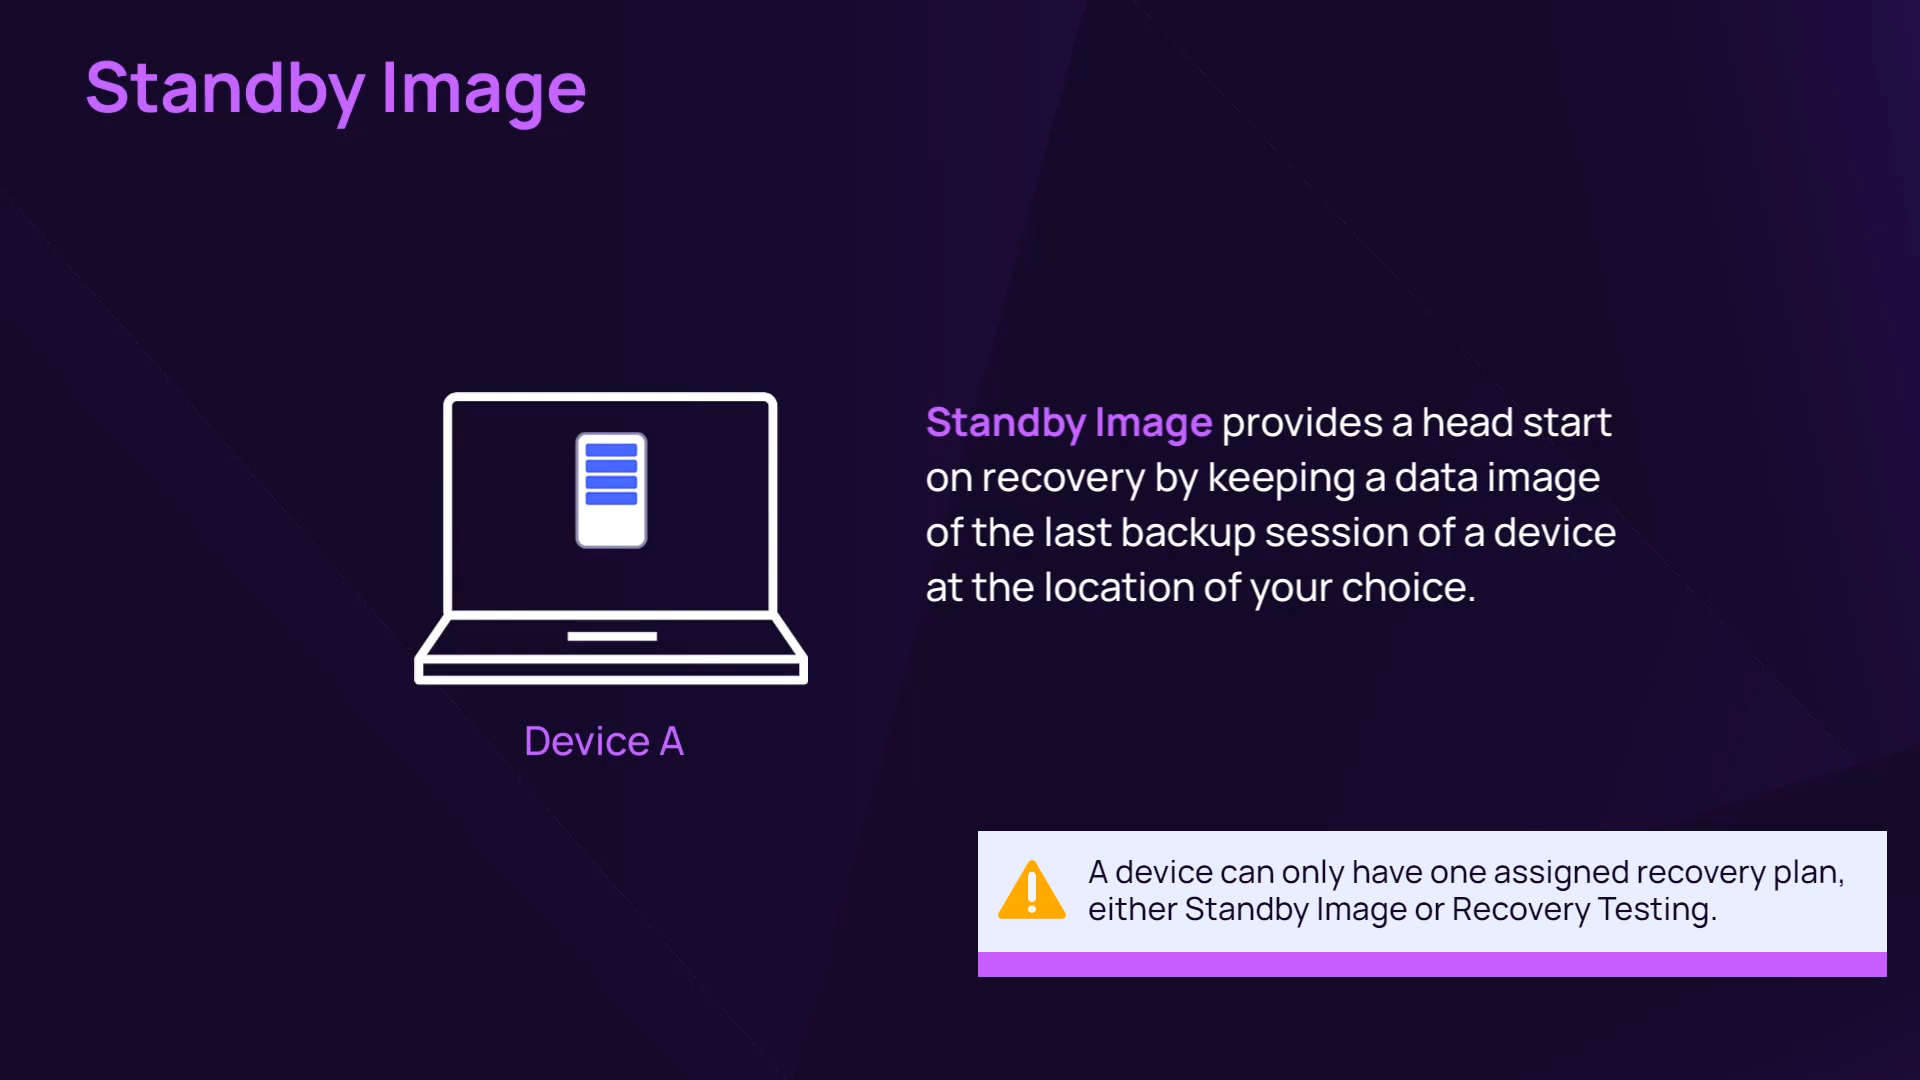 Standby Image
Standby Image provides a head start
on recovery by keeping a data image
of the last backup session of a device
at the location of your choice.
Device A
A device can only have one assigned recovery plan,
either Standby Image or Recovery Testing.